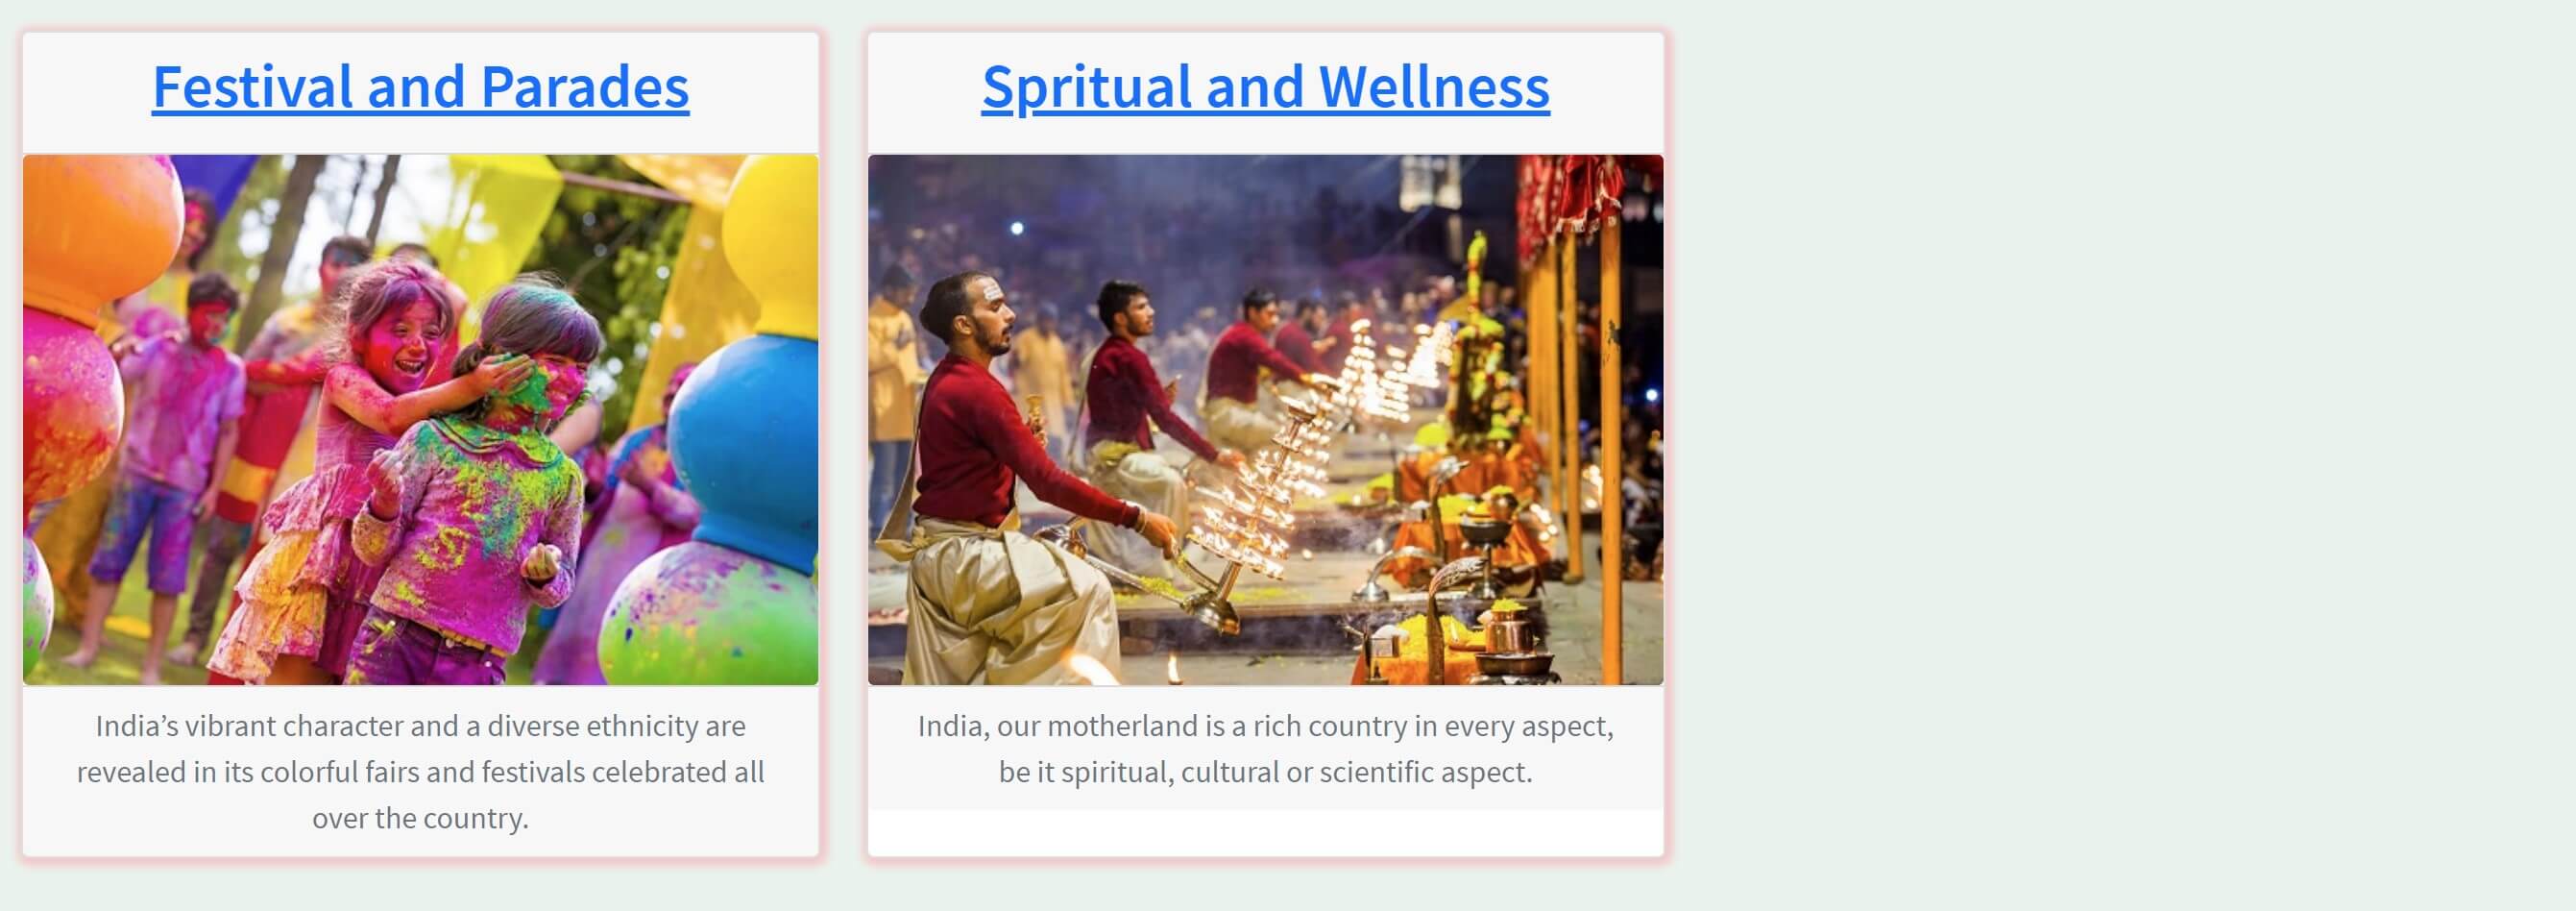 Festival and Parades
India’s vibrant character and a diverse ethnicity are
revealed in its colorful fairs and festivals celebrated all
over the country.
Spritual and Wellness
India, our motherland is a rich country in every aspect,
be it spiritual, cultural or scientific aspect.